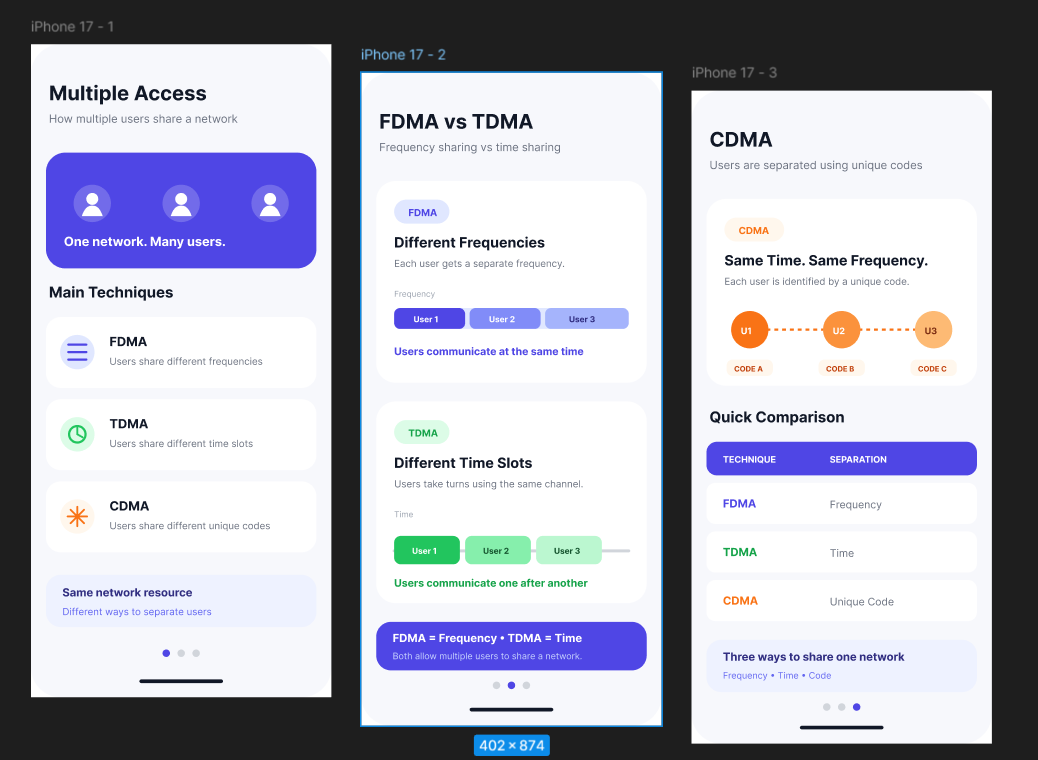 iPhone 17 - 1
Multiple Access
How multiple users share a network
One network. Many users.
Main Techniques
FDMA
Users share different frequencies
TDMA
Users share different time slots
CDMA
Users share different unique codes
Same network resource
Different ways to separate users
iPhone 17 - 2
FDMA vs TDMA
Frequency sharing vs time sharing
FDMA
Different Frequencies
Each user gets a separate frequency.
Frequency
User 1 User 2 User 3
Users communicate at the same time
TDMA
Different Time Slots
Users take turns using the same channel.
Time
User 1 User 2 User 3
Users communicate one after another
FDMA = Frequency • TDMA = Time
Both allow multiple users to share a network.
402 × 874
iPhone 17 - 3
CDMA
Users are separated using unique codes
CDMA
Same Time. Same Frequency.
Each user is identified by a unique code.
U1 U2 U3
CODE A CODE B CODE C
Quick Comparison
TECHNIQUE SEPARATION
FDMA Frequency
TDMA Time
CDMA Unique Code
Three ways to share one network
Frequency • Time • Code